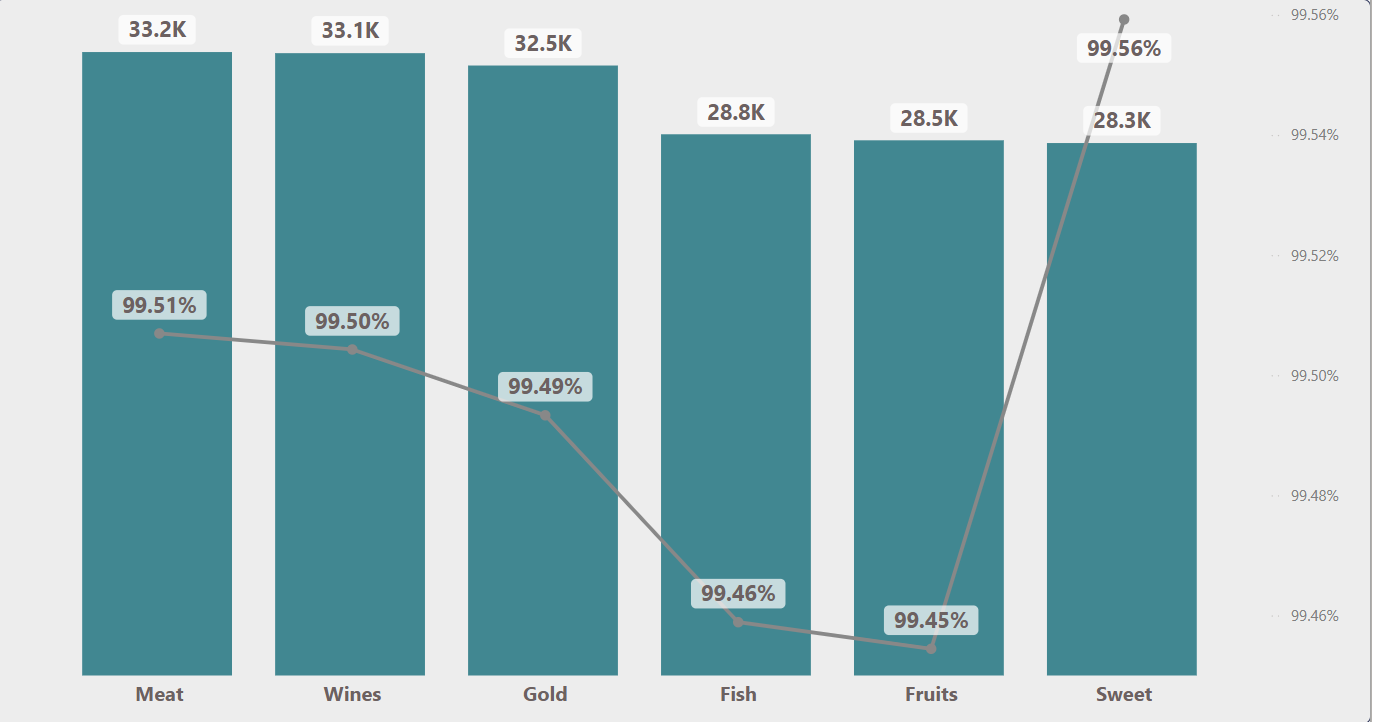 33.2K
33.1K
32.5K
28.8K
28.5K
28.3K
99.51%
99.50%
99.49%
99.46%
99.45%
99.56%
99.56%
99.54%
99.52%
99.50%
99.48%
99.46%
Meat
Wines
Gold
Fish
Fruits
Sweet